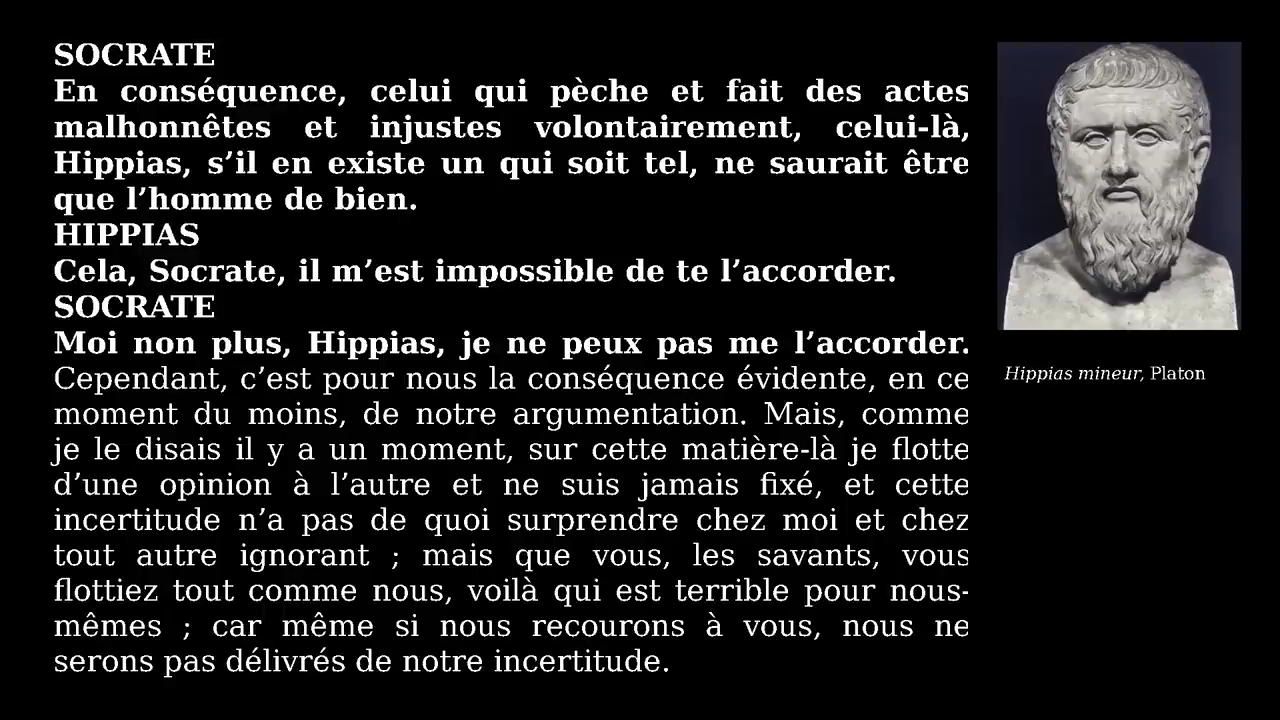 SOCRATE
En conséquence, celui qui pèche et fait des actes
malhonnêtes et injustes volontairement, celui-là,
Hippias, s’il en existe un qui soit tel, ne saurait être
que l’homme de bien.
HIPPIAS
Cela, Socrate, il m’est impossible de te l’accorder.
SOCRATE
Moi non plus, Hippias, je ne peux pas me l’accorder.
Cependant, c’est pour nous la conséquence évidente, en ce
moment du moins, de notre argumentation. Mais, comme
je le disais il y a un moment, sur cette matière-là je flotte
d’une opinion à l’autre et ne suis jamais fixé, et cette
incertitude n’a pas de quoi surprendre chez moi et chez
tout autre ignorant ; mais que vous, les savants, vous
flottiez tout comme nous, voilà qui est terrible pour nous-
mêmes ; car même si nous recourons à vous, nous ne
serons pas délivrés de notre incertitude.
Hippias mineur, Platon